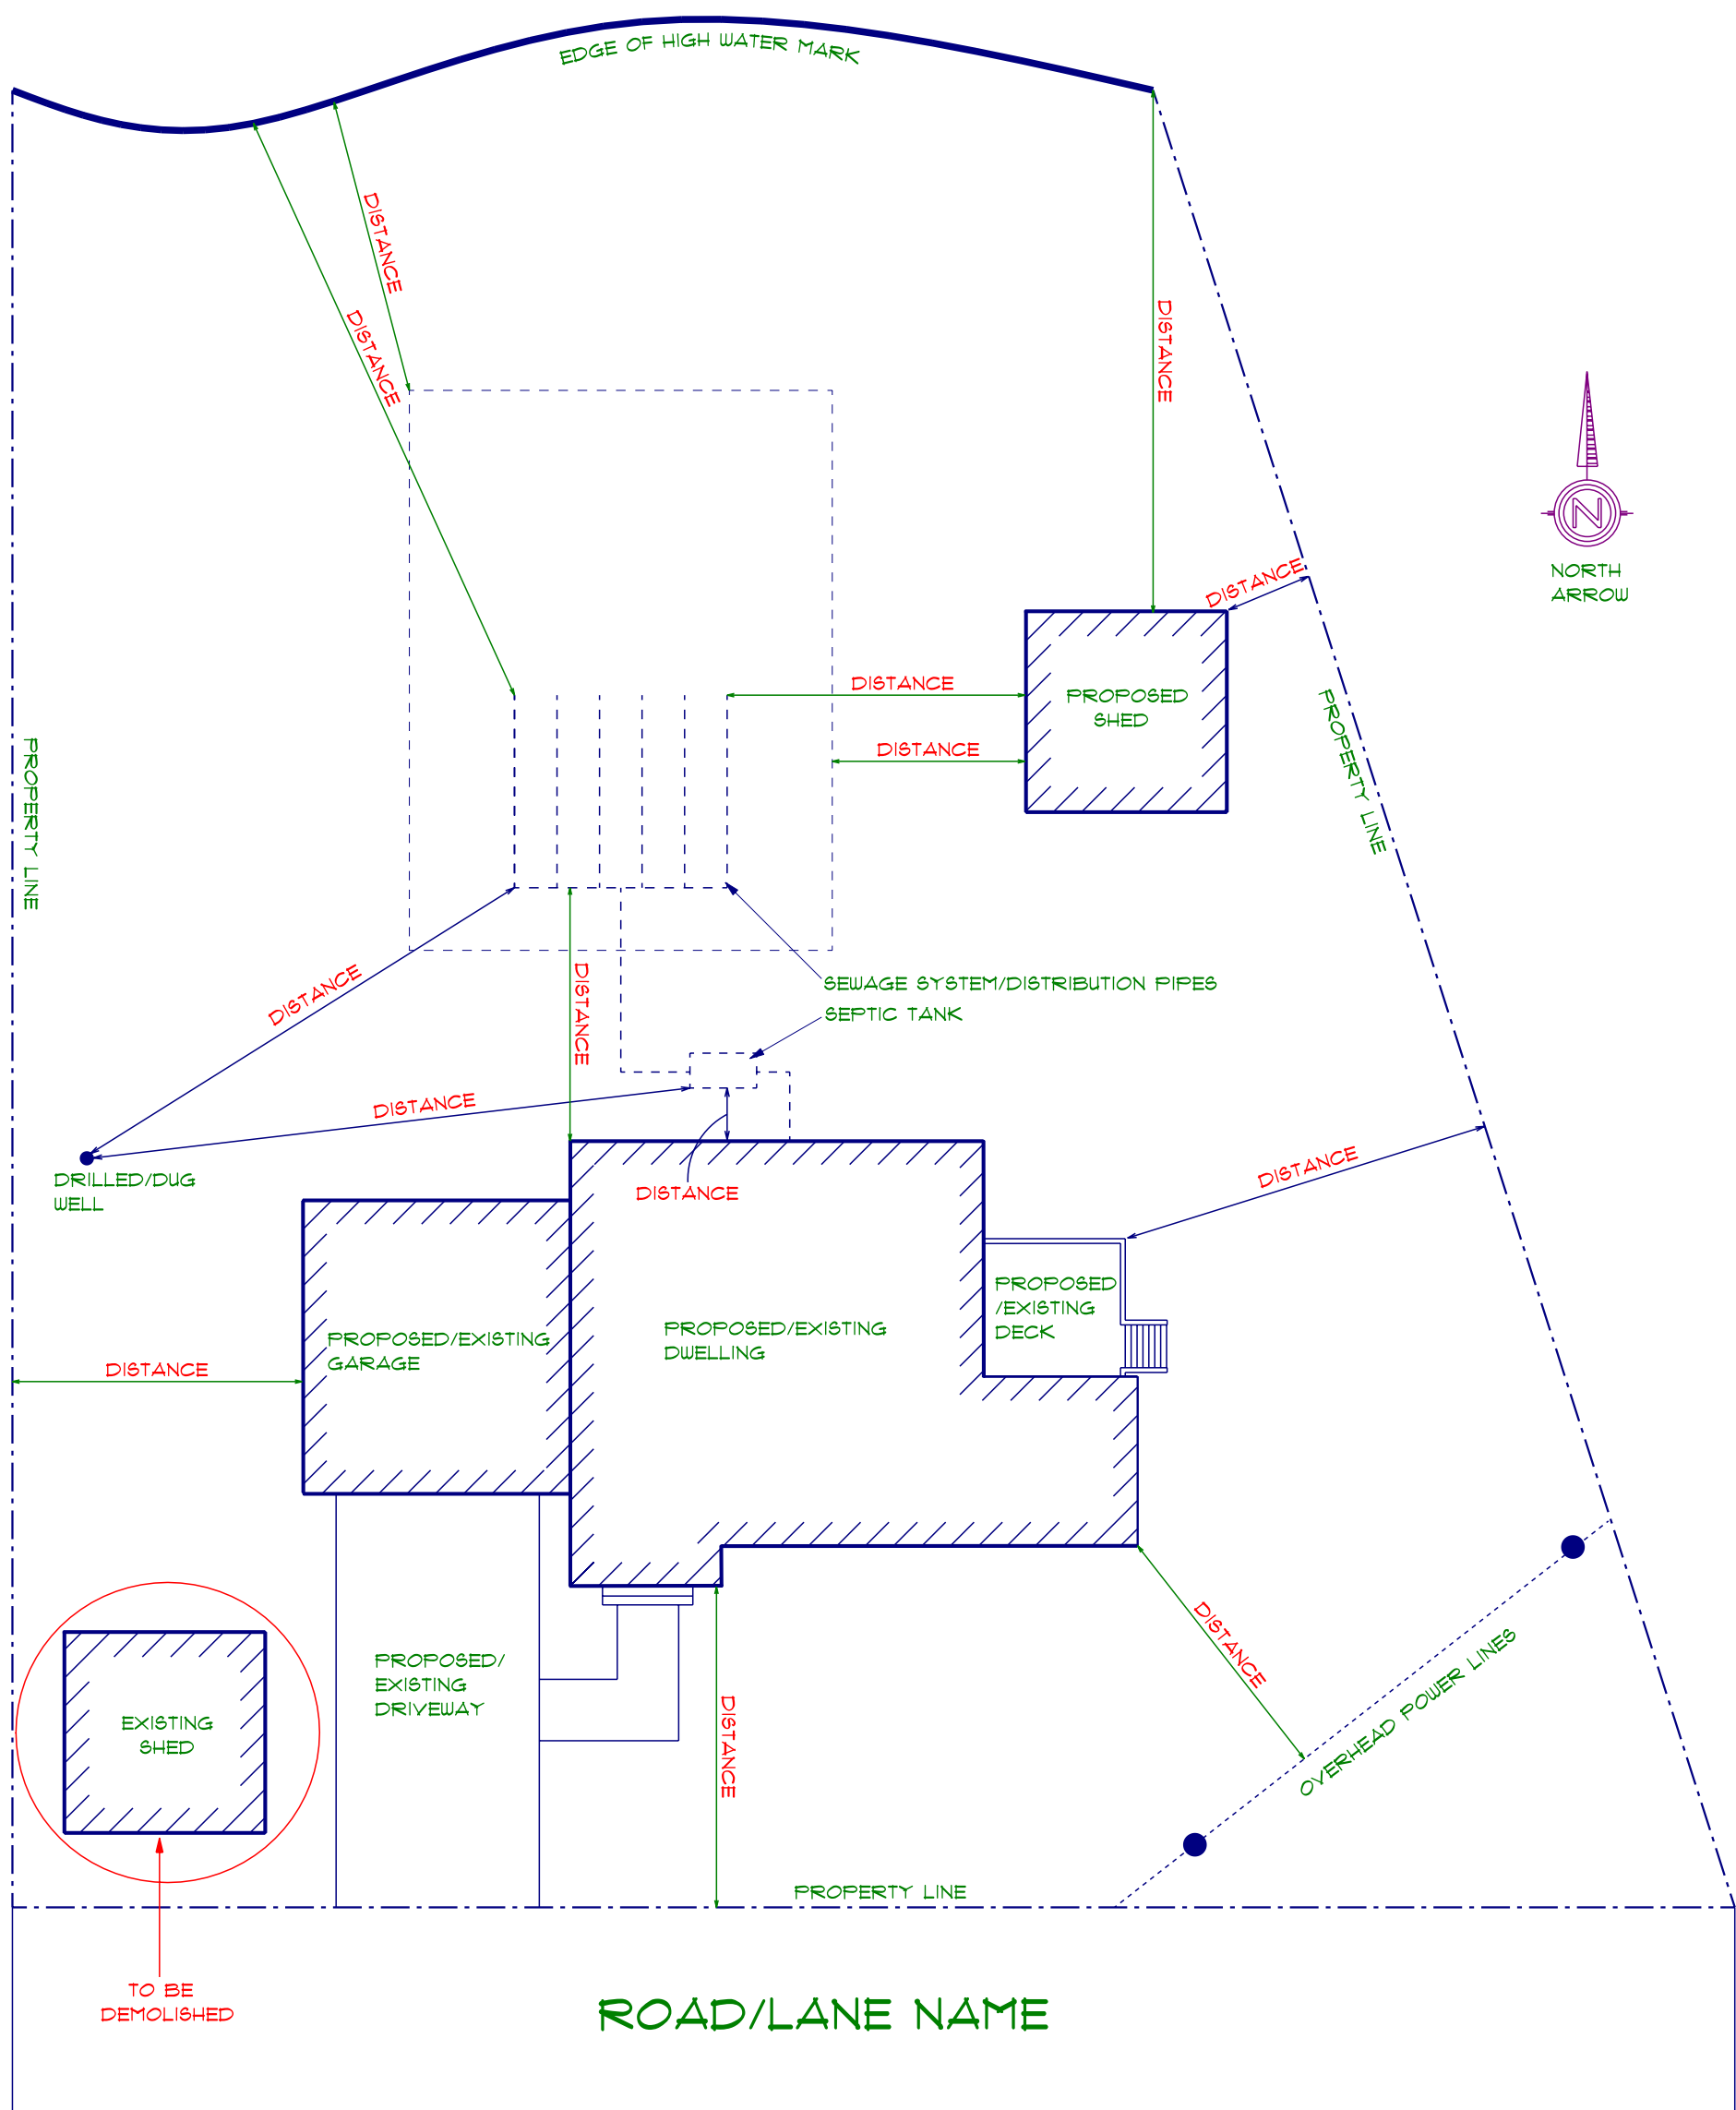 EDGE OF HIGH WATER MARK
DISTANCE
DISTANCE
DISTANCE
N
NORTH
ARROW
DISTANCE
DISTANCE
PROPOSED
SHED
DISTANCE
PROPERTY LINE
PROPERTY LINE
DISTANCE
DISTANCE
SEWAGE SYSTEM/DISTRIBUTION PIPES
SEPTIC TANK
DISTANCE
DRILLED/DUG
WELL
DISTANCE
DISTANCE
PROPOSED
/EXISTING
DECK
PROPOSED/EXISTING
GARAGE
PROPOSED/EXISTING
DWELLING
DISTANCE
DISTANCE
PROPOSED/
EXISTING
DRIVEWAY
DISTANCE
OVERHEAD POWER LINES
EXISTING
SHED
PROPERTY LINE
TO BE
DEMOLISHED
ROAD/LANE NAME